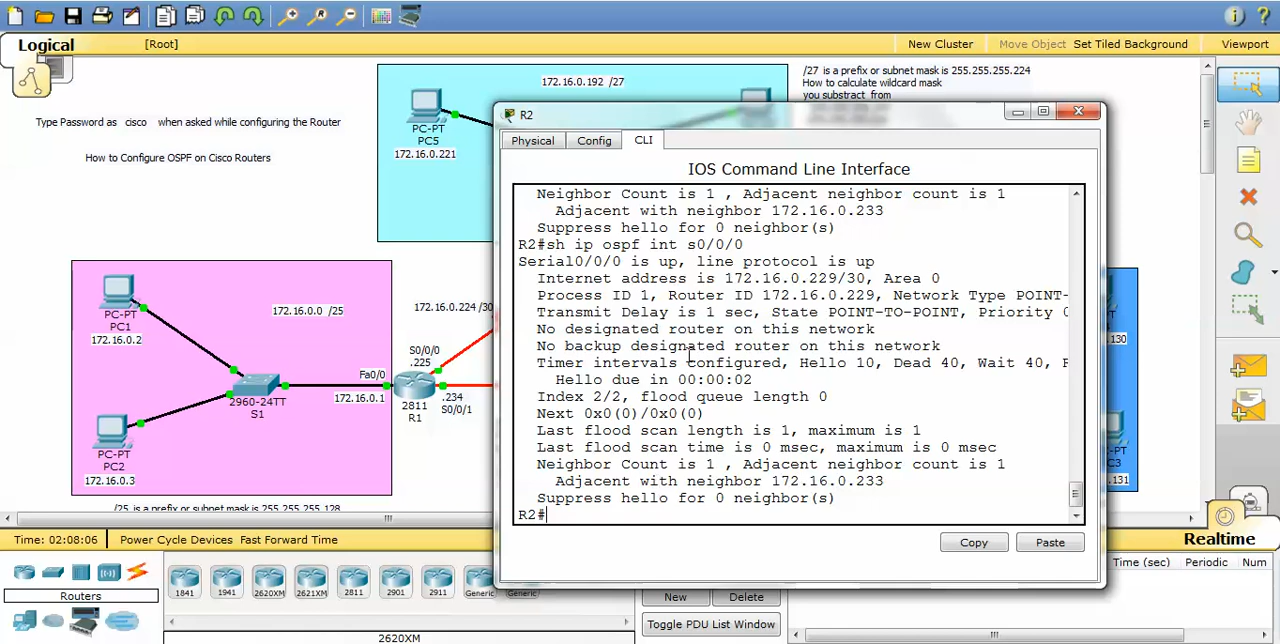 Logical
[Root]
New Cluster
Move Object
Set Tiled Background
Viewport
172.16.0.192 /27
/27 is a prefix or subnet mask is 255.255.255.224
How to calculate wildcard mask
you substract from
Type Password as cisco when asked while configuring the Router
How to Configure OSPF on Cisco Routers
PC-PT
PC5
172.16.0.221
R2
Physical
Config
CLI
IOS Command Line Interface
Neighbor Count is 1 , Adjacent neighbor count is 1
Adjacent with neighbor 172.16.0.233
Suppress hello for 0 neighbor(s)
R2#sh ip ospf int s0/0/0
Serial0/0/0 is up, line protocol is up
Internet address is 172.16.0.229/30, Area 0
Process ID 1, Router ID 172.16.0.229, Network Type POINT-
Transmit Delay is 1 sec, State POINT-TO-POINT, Priority 0
No designated router on this network
No backup designated router on this network
Timer intervals configured, Hello 10, Dead 40, Wait 40,
Hello due in 00:00:02
Index 2/2, flood queue length 0
Next 0x0(0)/0x0(0)
Last flood scan length is 1, maximum is 1
Last flood scan time is 0 msec, maximum is 0 msec
Neighbor Count is 1 , Adjacent neighbor count is 1
Adjacent with neighbor 172.16.0.233
Suppress hello for 0 neighbor(s)
R2#
Copy
Paste
PC-PT
PC1
172.16.0.2
172.16.0.0 /25
172.16.0.224 /30
S0/0/0
.225
Fa0/0
172.16.0.1
2960-24TT
S1
2811
R1
.234
S0/0/1
PC-PT
PC2
172.16.0.3
/25 is a prefix or subnet mask is 255.255.255.128
.130
-PT
C3
.131
Time: 02:08:06
Power Cycle Devices Fast Forward Time
Realtime
Routers
1841
1941
2620XM
2621XM
2811
2901
2911
Generic
Generic
2620XM
New
Delete
Toggle PDU List Window
Time (sec)
Periodic
Num